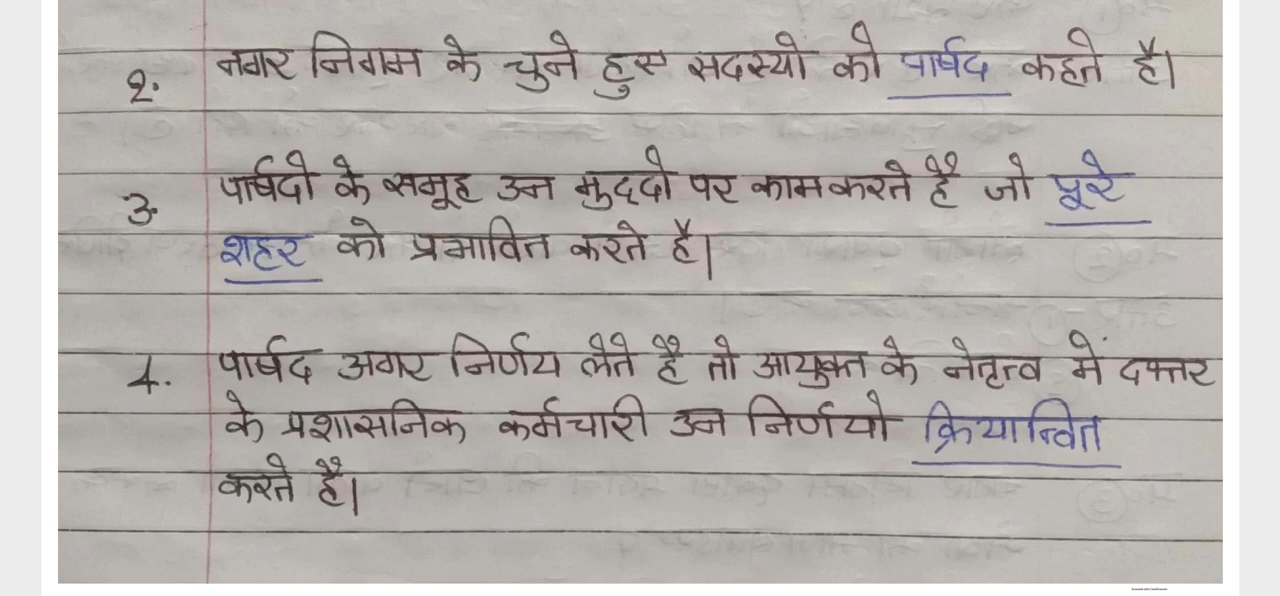 2. नगर निगम के चुने हुए सदस्यो को पार्षद कहते है।
3. पार्षदो के समूह उन मुद्दो पर काम करते है जो पूरे
शहर को प्रभावित करते है।
4. पार्षद अगर निर्णय लेते है तो आयुक्त के नेतृत्व में दफ्तर
के प्रशासनिक कर्मचारी उन निर्णयो क्रियान्वित
करते है।